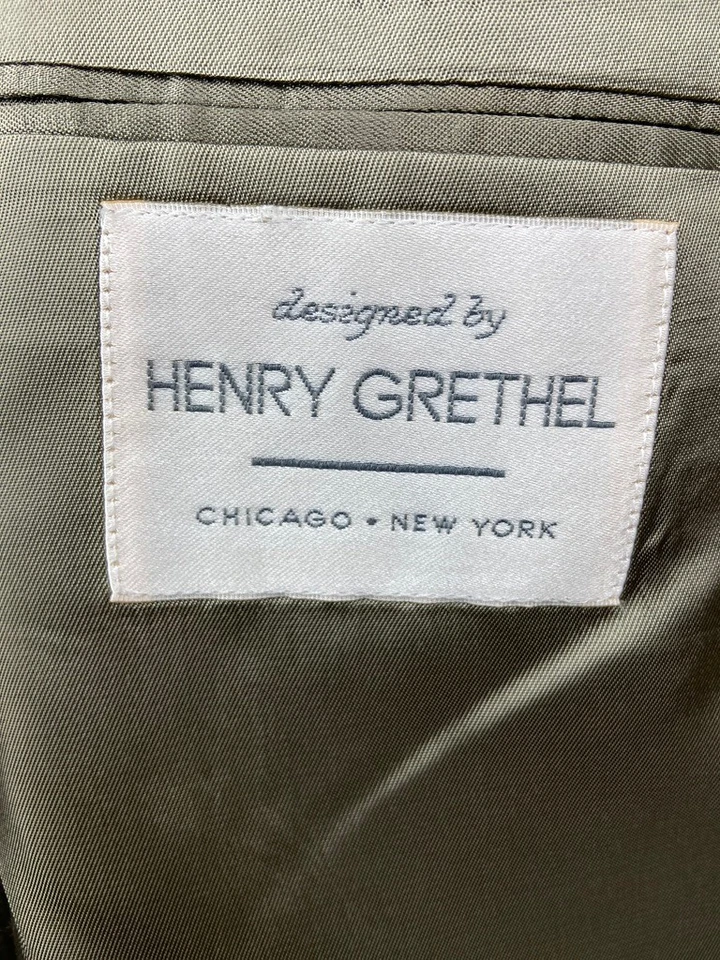 designed by
HENRY GRETHEL
CHICAGO • NEW YORK